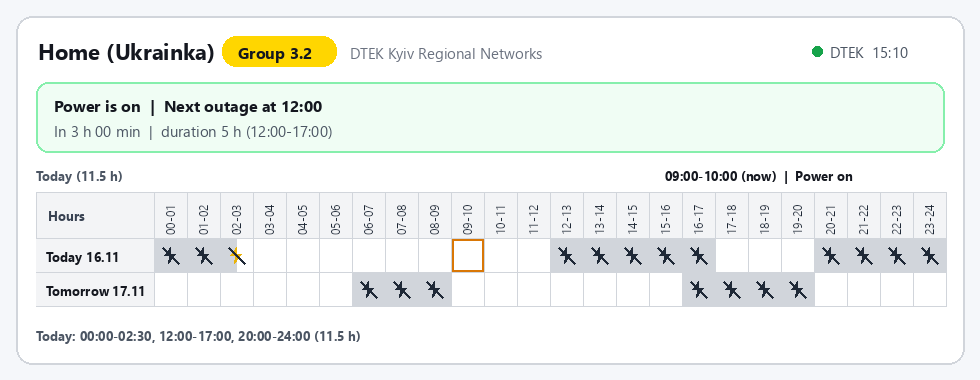 Home (Ukrainka) Group 3.2 DTEK Kyiv Regional Networks DTEK 15:10
Power is on | Next outage at 12:00
In 3 h 00 min | duration 5 h (12:00-17:00)
Today (11.5 h) 09:00-10:00 (now) | Power on
Hours 00-01 01-02 02-03 03-04 04-05 05-06 06-07 07-08 08-09 09-10 10-11 11-12 12-13 13-14 14-15 15-16 16-17 17-18 18-19 19-20 20-21 21-22 22-23 23-24
Today 16.11
Tomorrow 17.11
Today: 00:00-02:30, 12:00-17:00, 20:00-24:00 (11.5 h)